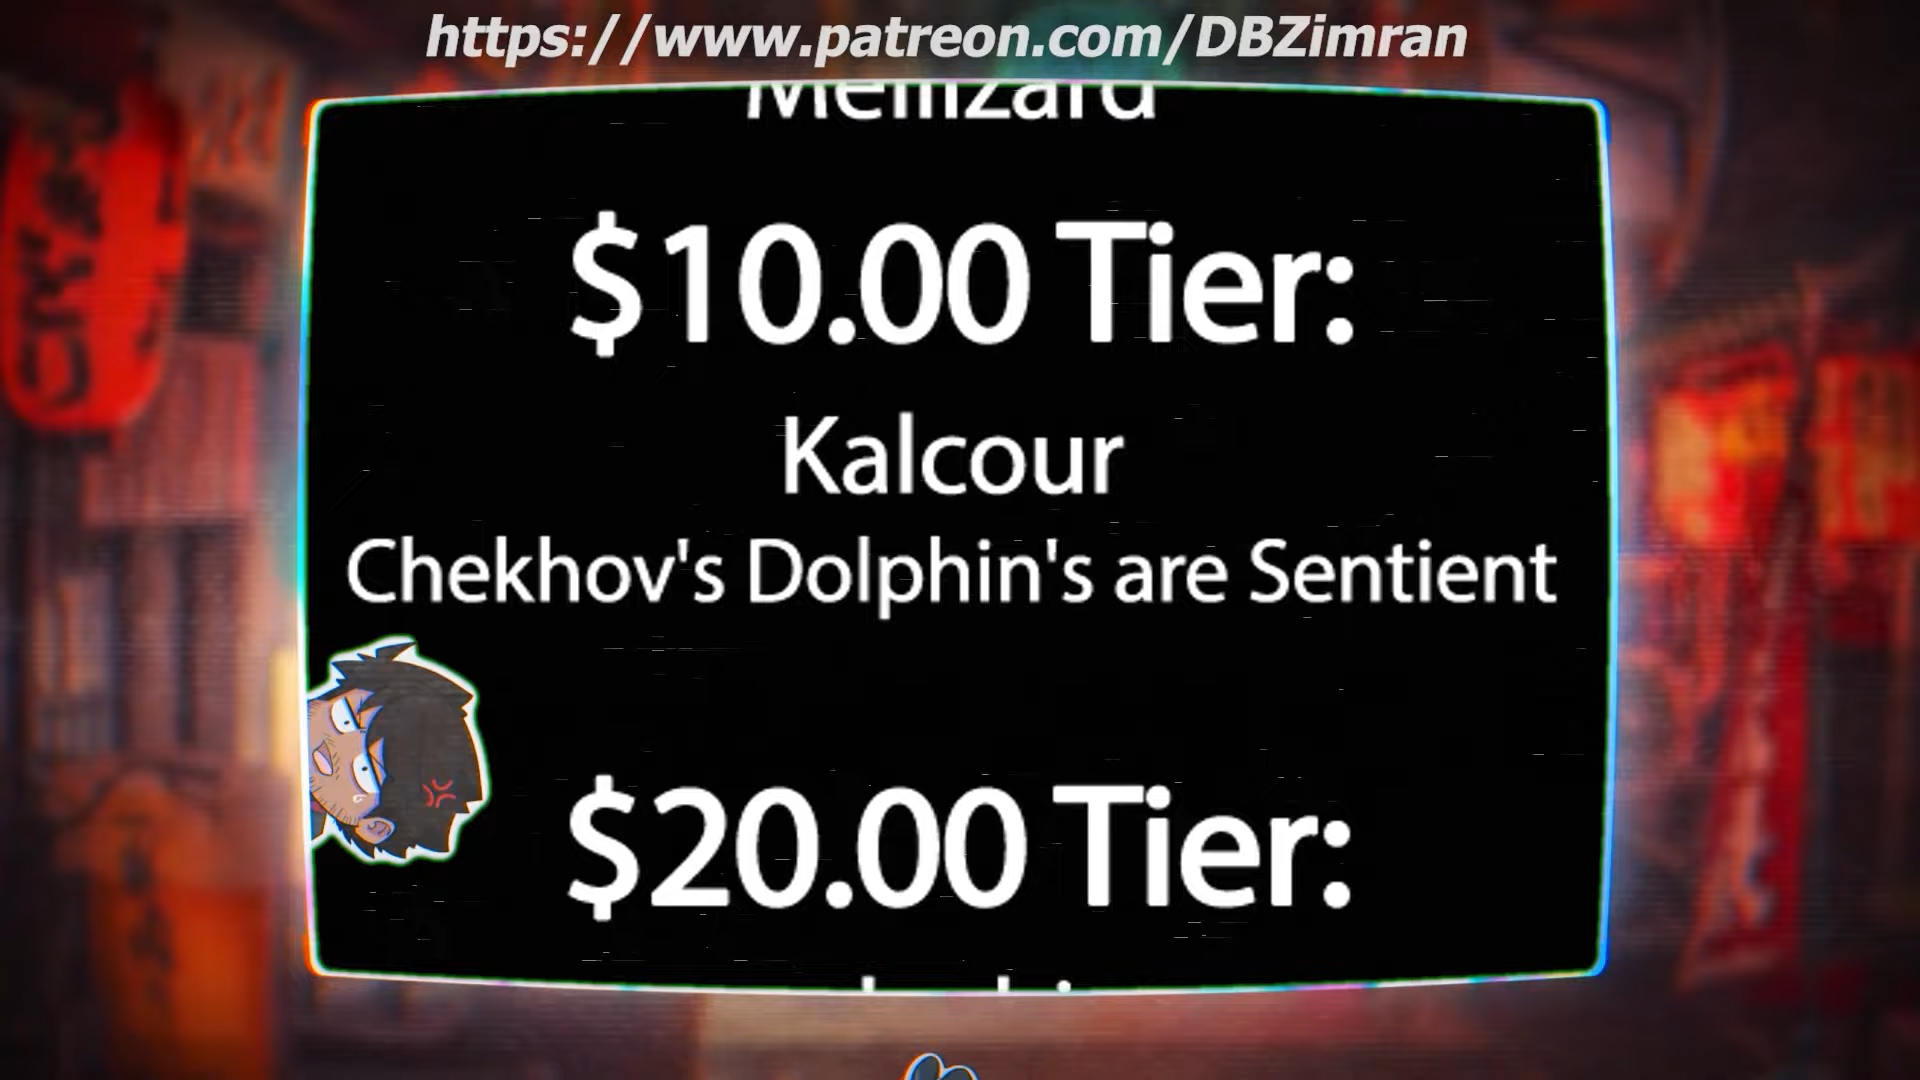 https://www.patreon.com/DBZimran
$10.00 Tier:
Kalcour
Chekhov's Dolphin's are Sentient
$20.00 Tier: